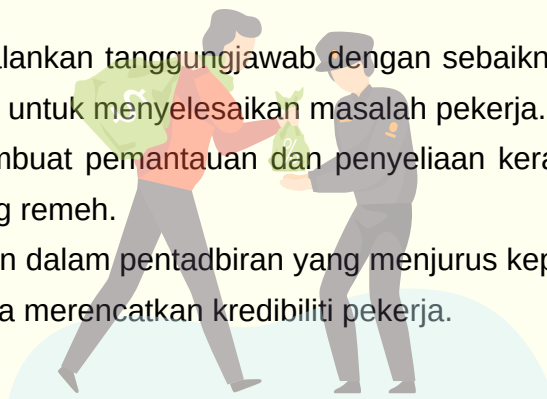 alankan tanggungjawab dengan sebaikn
untuk menyelesaikan masalah pekerja.
mbuat pemantauan dan penyeliaan kera
g remeh.
n dalam pentadbiran yang menjurus kep
a merencatkan kredibiliti pekerja.
$
%